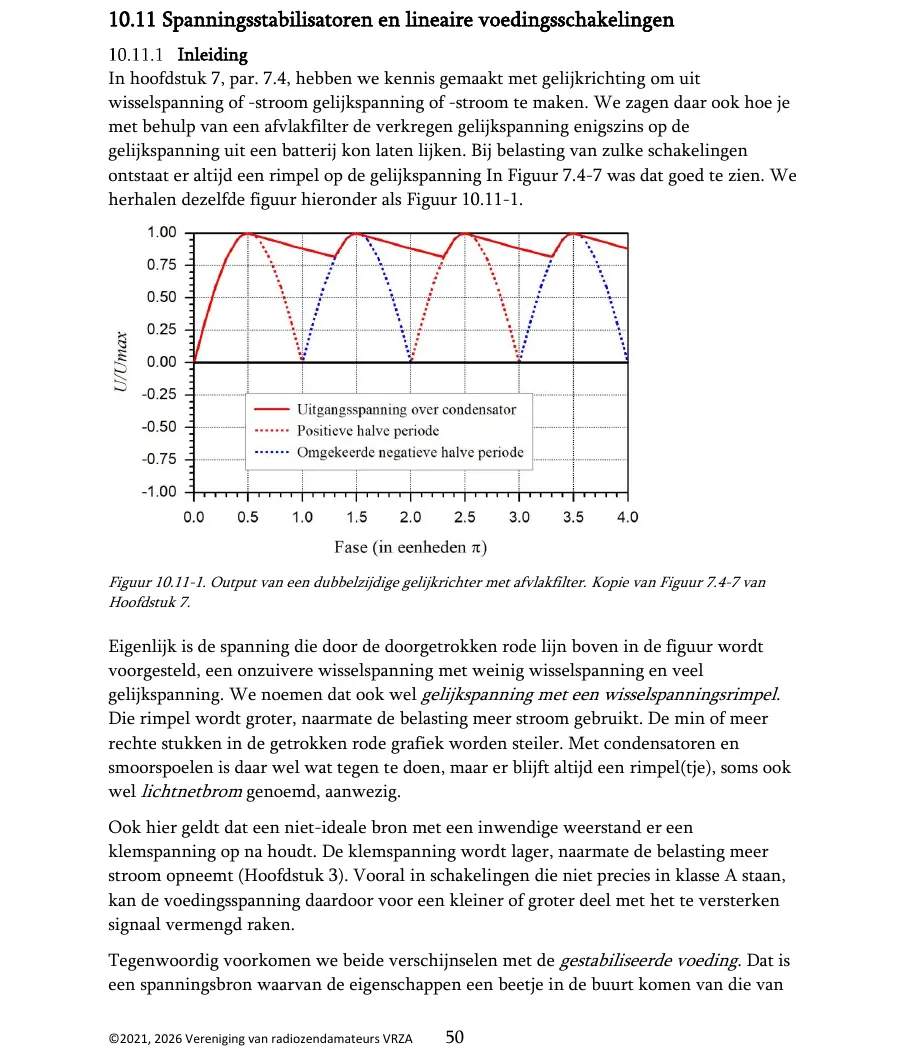 10.11 Spanningsstabilisatoren en lineaire voedingsschakelingen
10.11.1 Inleiding
In hoofdstuk 7, par. 7.4, hebben we kennis gemaakt met gelijkrichting om uit
wisselspanning of -stroom gelijkspanning of -stroom te maken. We zagen daar ook hoe je
met behulp van een afvlakfilter de verkregen gelijkspanning enigszins op de
gelijkspanning uit een batterij kon laten lijken. Bij belasting van zulke schakelingen
ontstaat er altijd een rimpel op de gelijkspanning In Figuur 7.4-7 was dat goed te zien. We
herhalen dezelfde figuur hieronder als Figuur 10.11-1.
1.00
0.75
0.50
0.25
0.00
-0.25
-0.50
-0.75
-1.00
U/Umax
Uitgangsspanning over condensator
Positieve halve periode
Omgekeerde negatieve halve periode
0.0 0.5 1.0 1.5 2.0 2.5 3.0 3.5 4.0
Fase (in eenheden π)
Figuur 10.11-1. Output van een dubbelzijdige gelijkrichter met afvlakfilter. Kopie van Figuur 7.4-7 van
Hoofdstuk 7.
Eigenlijk is de spanning die door de doorgetrokken rode lijn boven in de figuur wordt
voorgesteld, een onzuivere wisselspanning met weinig wisselspanning en veel
gelijkspanning. We noemen dat ook wel gelijkspanning met een wisselspanningsrimpel.
Die rimpel wordt groter, naarmate de belasting meer stroom gebruikt. De min of meer
rechte stukken in de getrokken rode grafiek worden steiler. Met condensatoren en
smoorspoelen is daar wel wat tegen te doen, maar er blijft altijd een rimpel(tje), soms ook
wel lichtnetbrom genoemd, aanwezig.
Ook hier geldt dat een niet-ideale bron met een inwendige weerstand er een
klemspanning op na houdt. De klemspanning wordt lager, naarmate de belasting meer
stroom opneemt (Hoofdstuk 3). Vooral in schakelingen die niet precies in klasse A staan,
kan de voedingsspanning daardoor voor een kleiner of groter deel met het te versterken
signaal vermengd raken.
Tegenwoordig voorkomen we beide verschijnselen met de gestabiliseerde voeding. Dat is
een spanningsbron waarvan de eigenschappen een beetje in de buurt komen van die van
©2021, 2026 Vereniging van radiozendamateurs VRZA 50